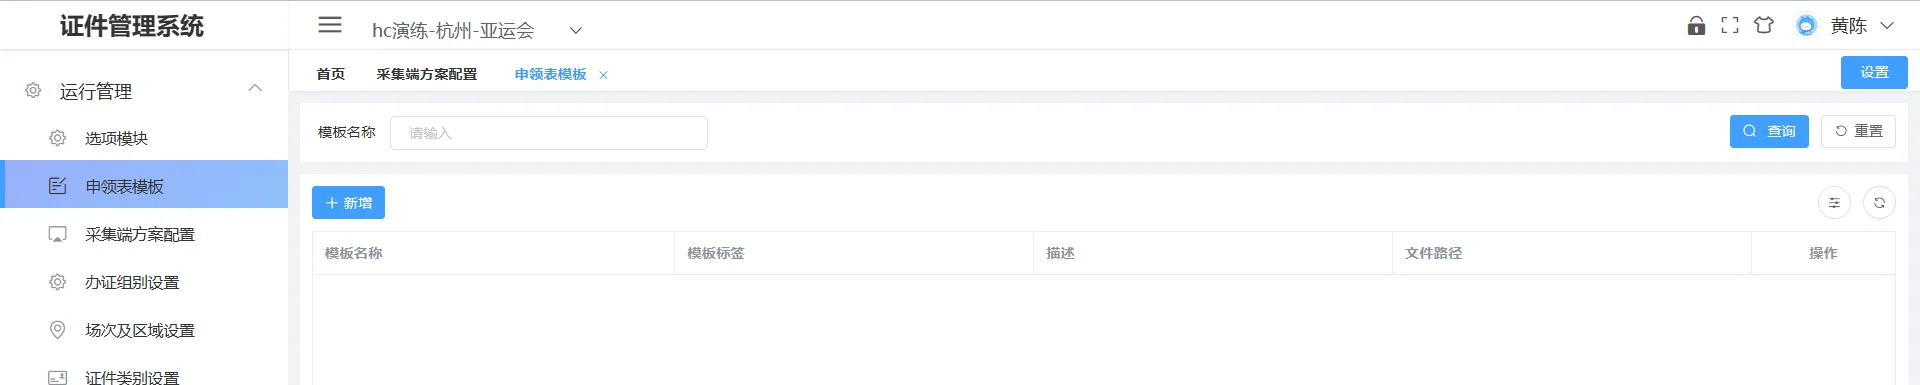 证件管理系统
hc演练-杭州-亚运会
黄陈
首页 采集端方案配置 申领表模板
设置
运行管理
选项模块
申领表模板
采集端方案配置
办证组别设置
场次及区域设置
证件类别设置
模板名称 请输入
查询 重置
新增
模板名称 模板标签 描述 文件路径 操作